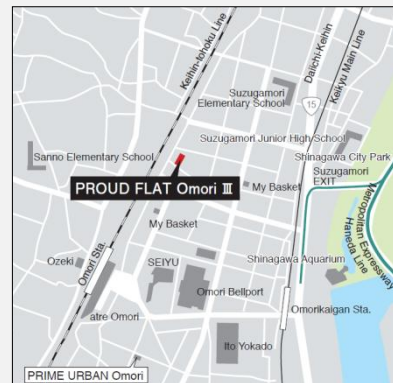 Keihin-tohoku Line
Daiichi-Keihin
Keikyu Main Line
Suzugamori
Elementary School
15
Suzugamori Junior High School
Sanno Elementary School
Shinagawa City Park
Suzugamori
EXIT
PROUD FLAT Omori Ⅲ
My Basket
Metropolitan Expressway
Haneda Line
My Basket
Omori Sta.
Ozeki
SEIYU
Shinagawa Aquarium
Omori Bellport
atre Omori
Omorikaigan Sta.
Ito Yokado
PRIME URBAN Omori